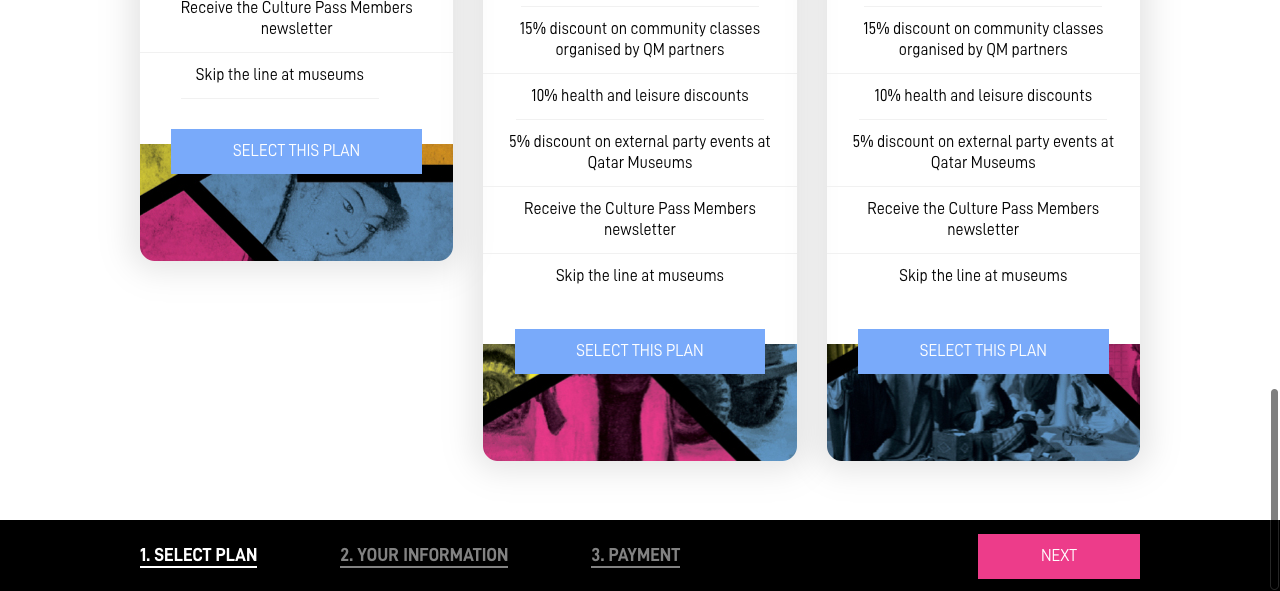 Receive the Culture Pass Members
newsletter
Skip the line at museums
SELECT THIS PLAN
15% discount on community classes
organised by QM partners
10% health and leisure discounts
5% discount on external party events at
Qatar Museums
Receive the Culture Pass Members
newsletter
Skip the line at museums
SELECT THIS PLAN
15% discount on community classes
organised by QM partners
10% health and leisure discounts
5% discount on external party events at
Qatar Museums
Receive the Culture Pass Members
newsletter
Skip the line at museums
SELECT THIS PLAN
1. SELECT PLAN
2. YOUR INFORMATION
3. PAYMENT
NEXT